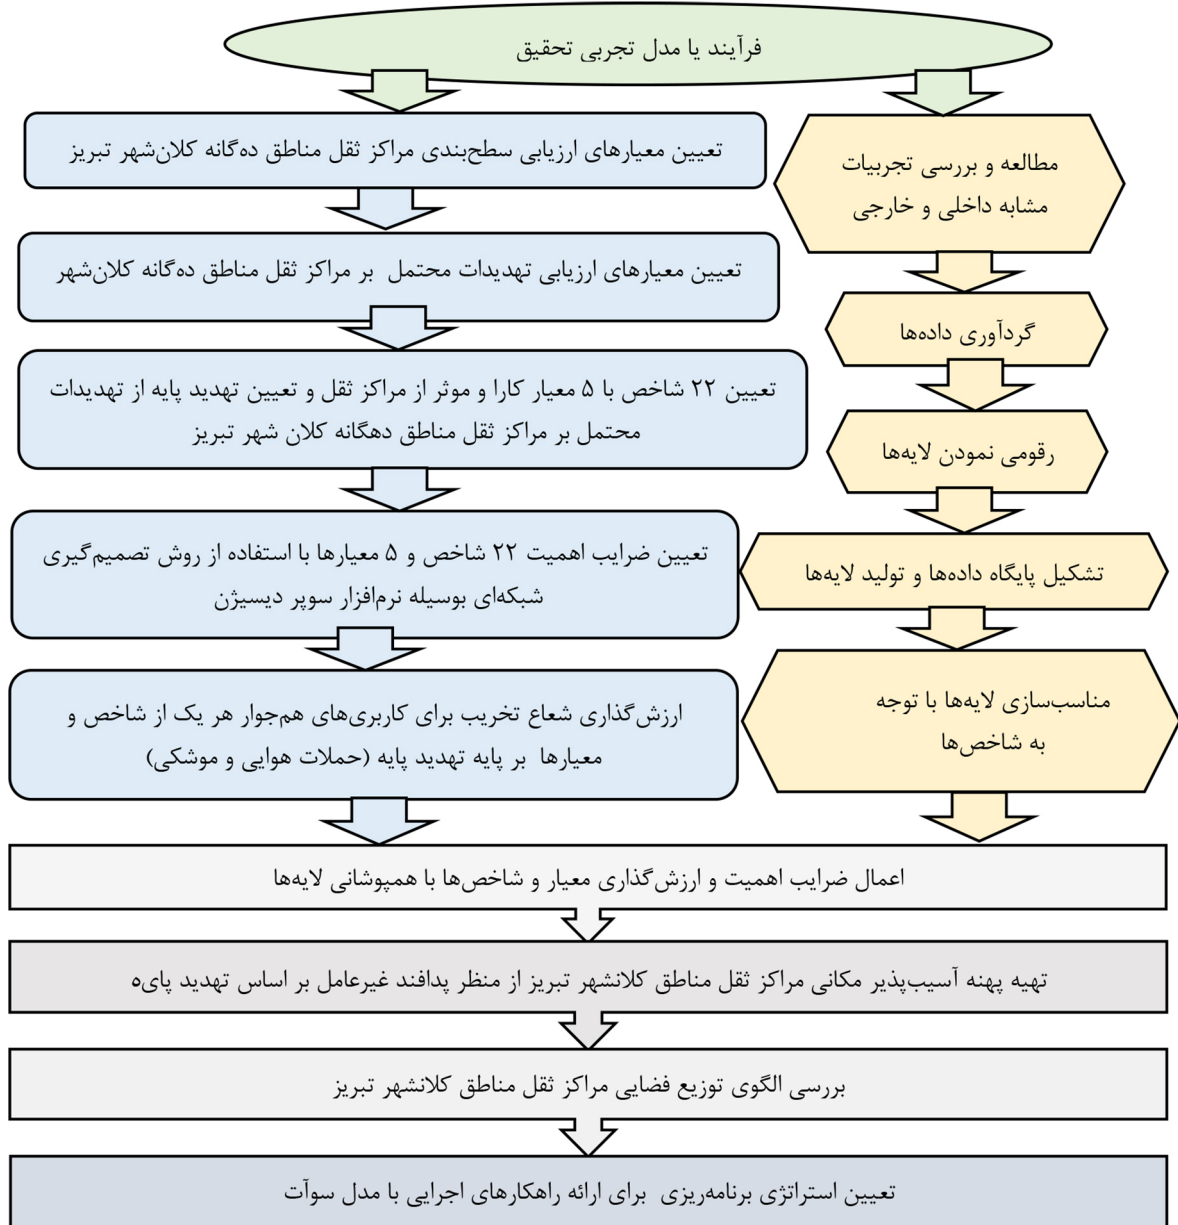 فرآیند یا مدل تجربی تحقیق
مطالعه و بررسی تجربیات
مشابه داخلی و خارجی
گردآوری داده‌ها
رقومی نمودن لایه‌ها
تشکیل پایگاه داده‌ها و تولید لایه‌ها
مناسب‌سازی لایه‌ها با توجه
به شاخص‌ها
تعیین معیارهای ارزیابی سطح‌بندی مراکز ثقل مناطق ده‌گانه کلان‌شهر تبریز
تعیین معیارهای ارزیابی تهدیدات محتمل بر مراکز ثقل مناطق ده‌گانه کلان‌شهر
تعیین ۲۲ شاخص با ۵ معیار کارا و موثر از مراکز ثقل و تعیین تهدید پایه از تهدیدات
محتمل بر مراکز ثقل مناطق دهگانه کلان شهر تبریز
تعیین ضرایب اهمیت ۲۲ شاخص و ۵ معیارها با استفاده از روش تصمیم‌گیری
شبکه‌ای بوسیله نرم‌افزار سوپر دیسیژن
ارزش‌گذاری شعاع تخریب برای کاربری‌های هم‌جوار هر یک از شاخص و
معیارها بر پایه تهدید پایه (حملات هوایی و موشکی)
اعمال ضرایب اهمیت و ارزش‌گذاری معیار و شاخص‌ها با همپوشانی لایه‌ها
تهیه پهنه آسیب‌پذیر مکانی مراکز ثقل مناطق کلانشهر تبریز از منظر پدافند غیرعامل بر اساس تهدید پای‌ه
بررسی الگوی توزیع فضایی مراکز ثقل مناطق کلانشهر تبریز
تعیین استراتژی برنامه‌ریزی برای ارائه راهکارهای اجرایی با مدل سوآت